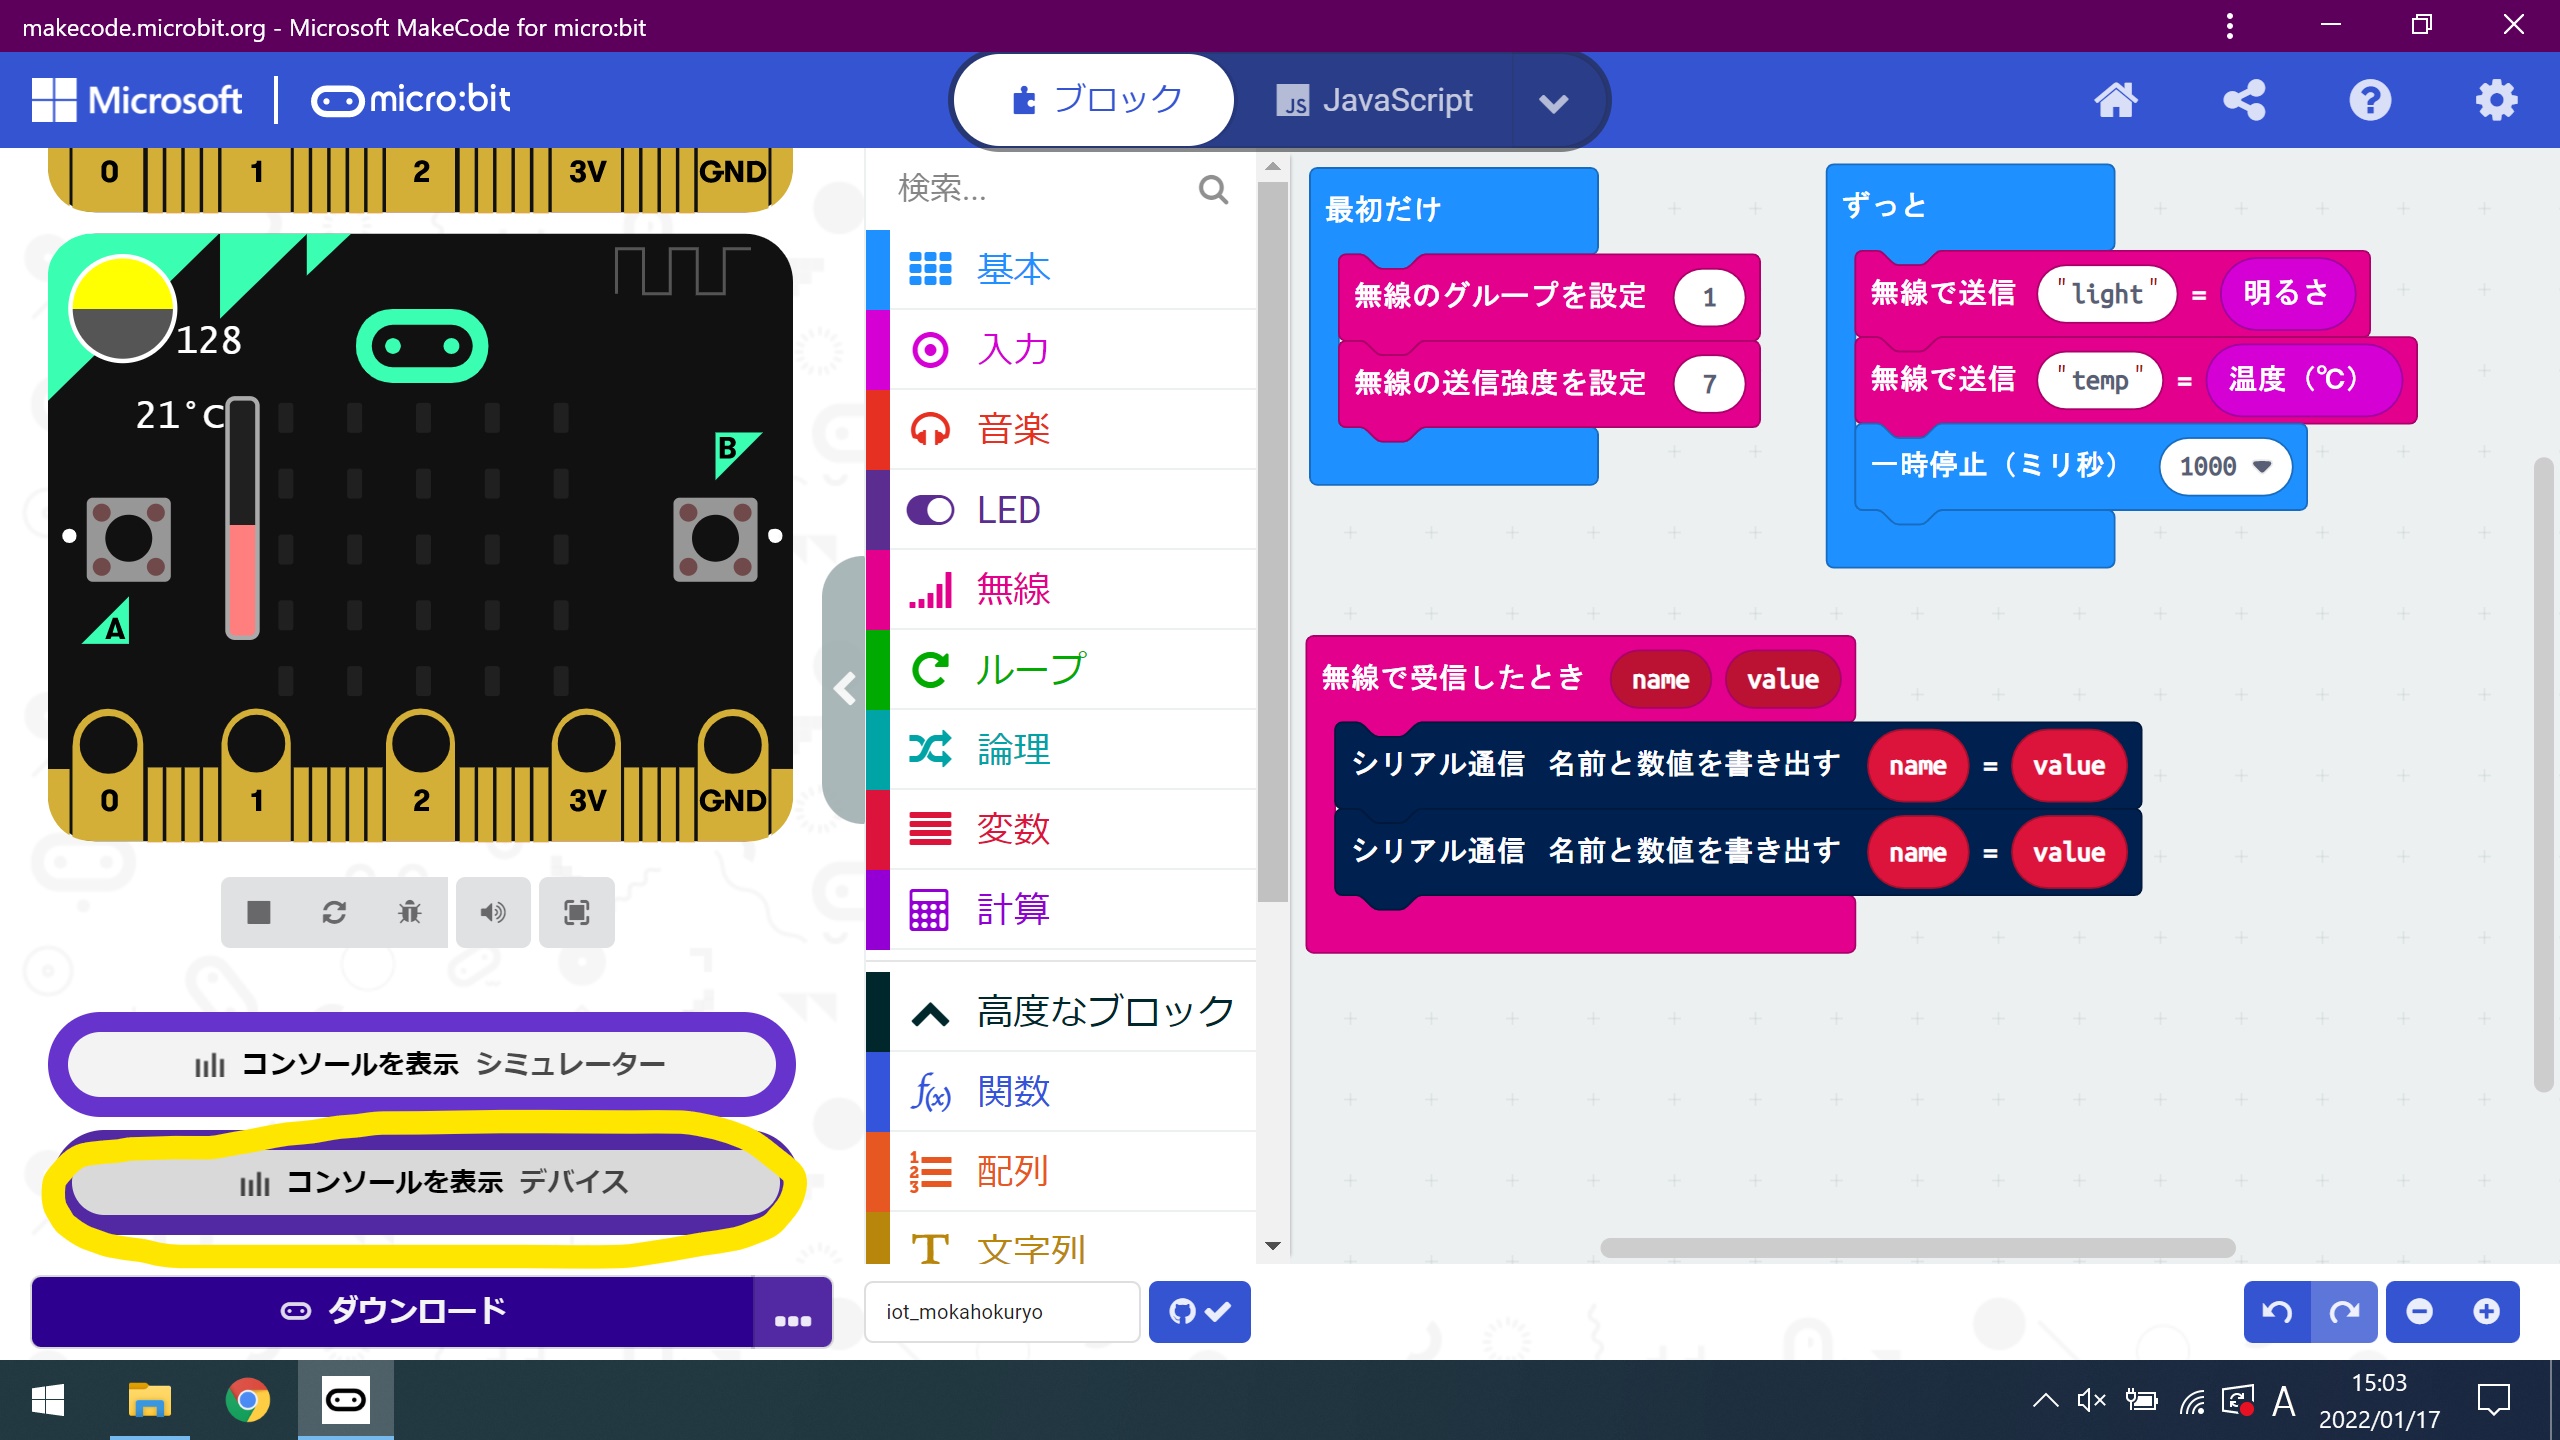 makecode.microbit.org - Microsoft MakeCode for micro:bit
Microsoft micro:bit
ブロック
JS JavaScript
0 1 2 3V GND
128
21°C
B
A
0 1 2 3V GND
コンソールを表示 シミュレーター
コンソールを表示 デバイス
ダウンロード ...
検索...
基本
入力
音楽
LED
無線
ループ
論理
変数
計算
高度なブロック
f(x) 関数
1 2 3 配列
T 文字列
最初だけ
無線のグループを設定 1
無線の送信強度を設定 7
ずっと
無線で送信 "light" = 明るさ
無線で送信 "temp" = 温度（℃）
一時停止（ミリ秒） 1000
無線で受信したとき name value
シリアル通信 名前と数値を書き出す name = value
シリアル通信 名前と数値を書き出す name = value
iot_mokahokuryo
A
15:03
2022/01/17